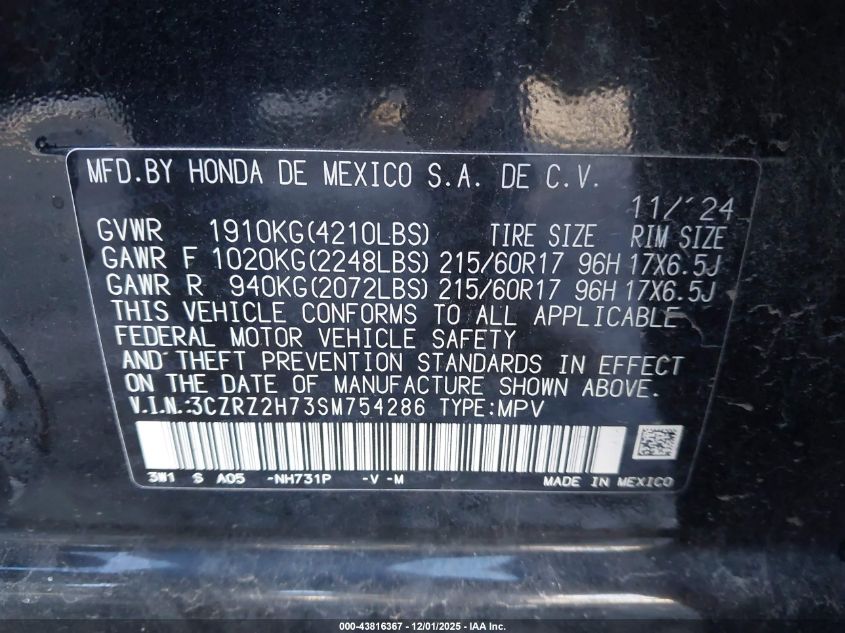 MFD.BY HONDA DE MEXICO S.A. DE C.V.
11/'24
GVWR 1910KG(4210LBS) TIRE SIZE RIM SIZE
GAWR F 1020KG(2248LBS) 215/60R17 96H 17X6.5J
GAWR R 940KG(2072LBS) 215/60R17 96H 17X6.5J
THIS VEHICLE CONFORMS TO ALL APPLICABLE
FEDERAL MOTOR VEHICLE SAFETY
AND THEFT PREVENTION STANDARDS IN EFFECT
ON THE DATE OF MANUFACTURE SHOWN ABOVE.
V.I.N.:3CZRZ2H73SM754286 TYPE:MPV
3W1 S A05 -NH731P -V -M MADE IN MEXICO
000-43816367 - 12/01/2025 - IAA Inc.